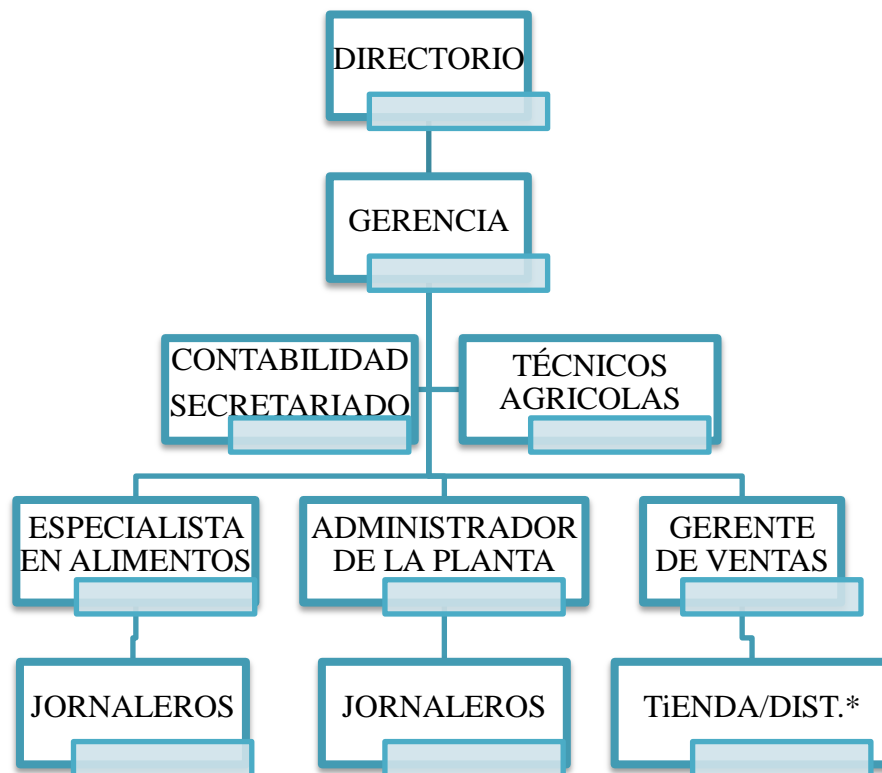 DIRECTORIO
GERENCIA
CONTABILIDAD
SECRETARIADO
TÉCNICOS
AGRICOLAS
ESPECIALISTA
EN ALIMENTOS
ADMINISTRADOR
DE LA PLANTA
GERENTE
DE VENTAS
JORNALEROS
JORNALEROS
TiENDA/DIST.*